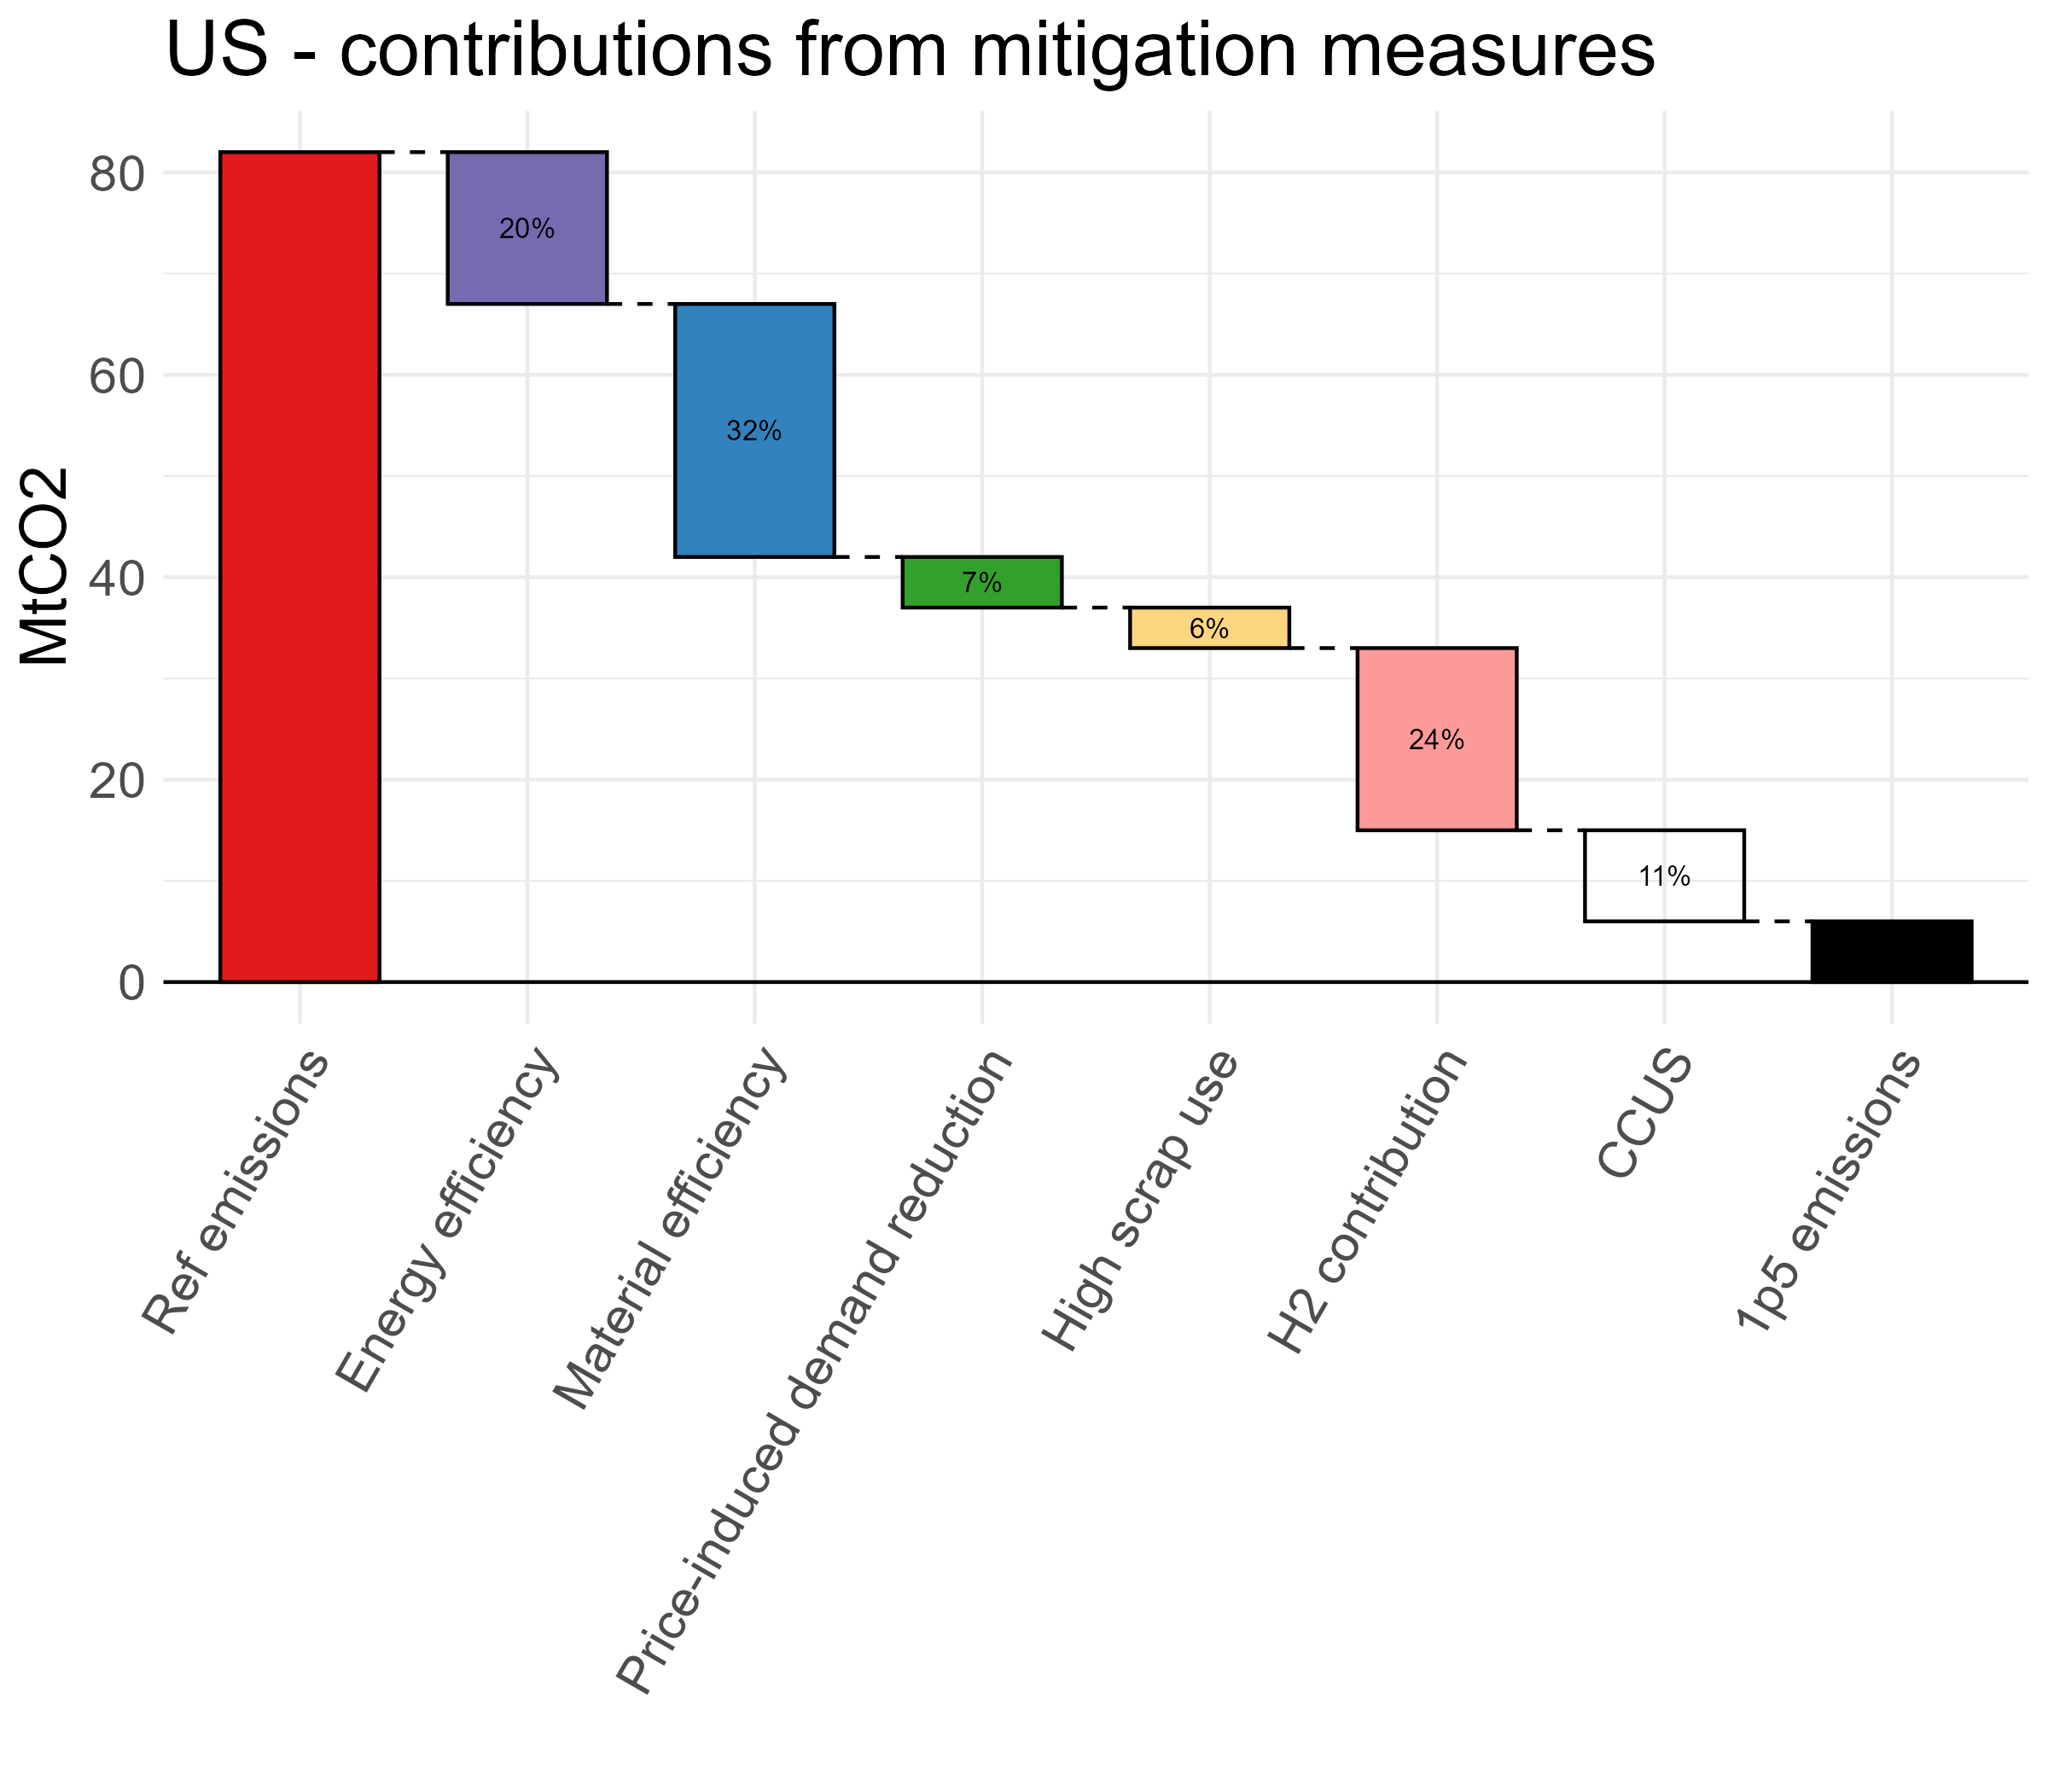 US - contributions from mitigation measures
MtCO2
80
60
40
20
0
20%
32%
7%
6%
24%
11%
Ref emissions
Energy efficiency
Material efficiency
Price-induced demand reduction
High scrap use
H2 contribution
CCUS
1p5 emissions